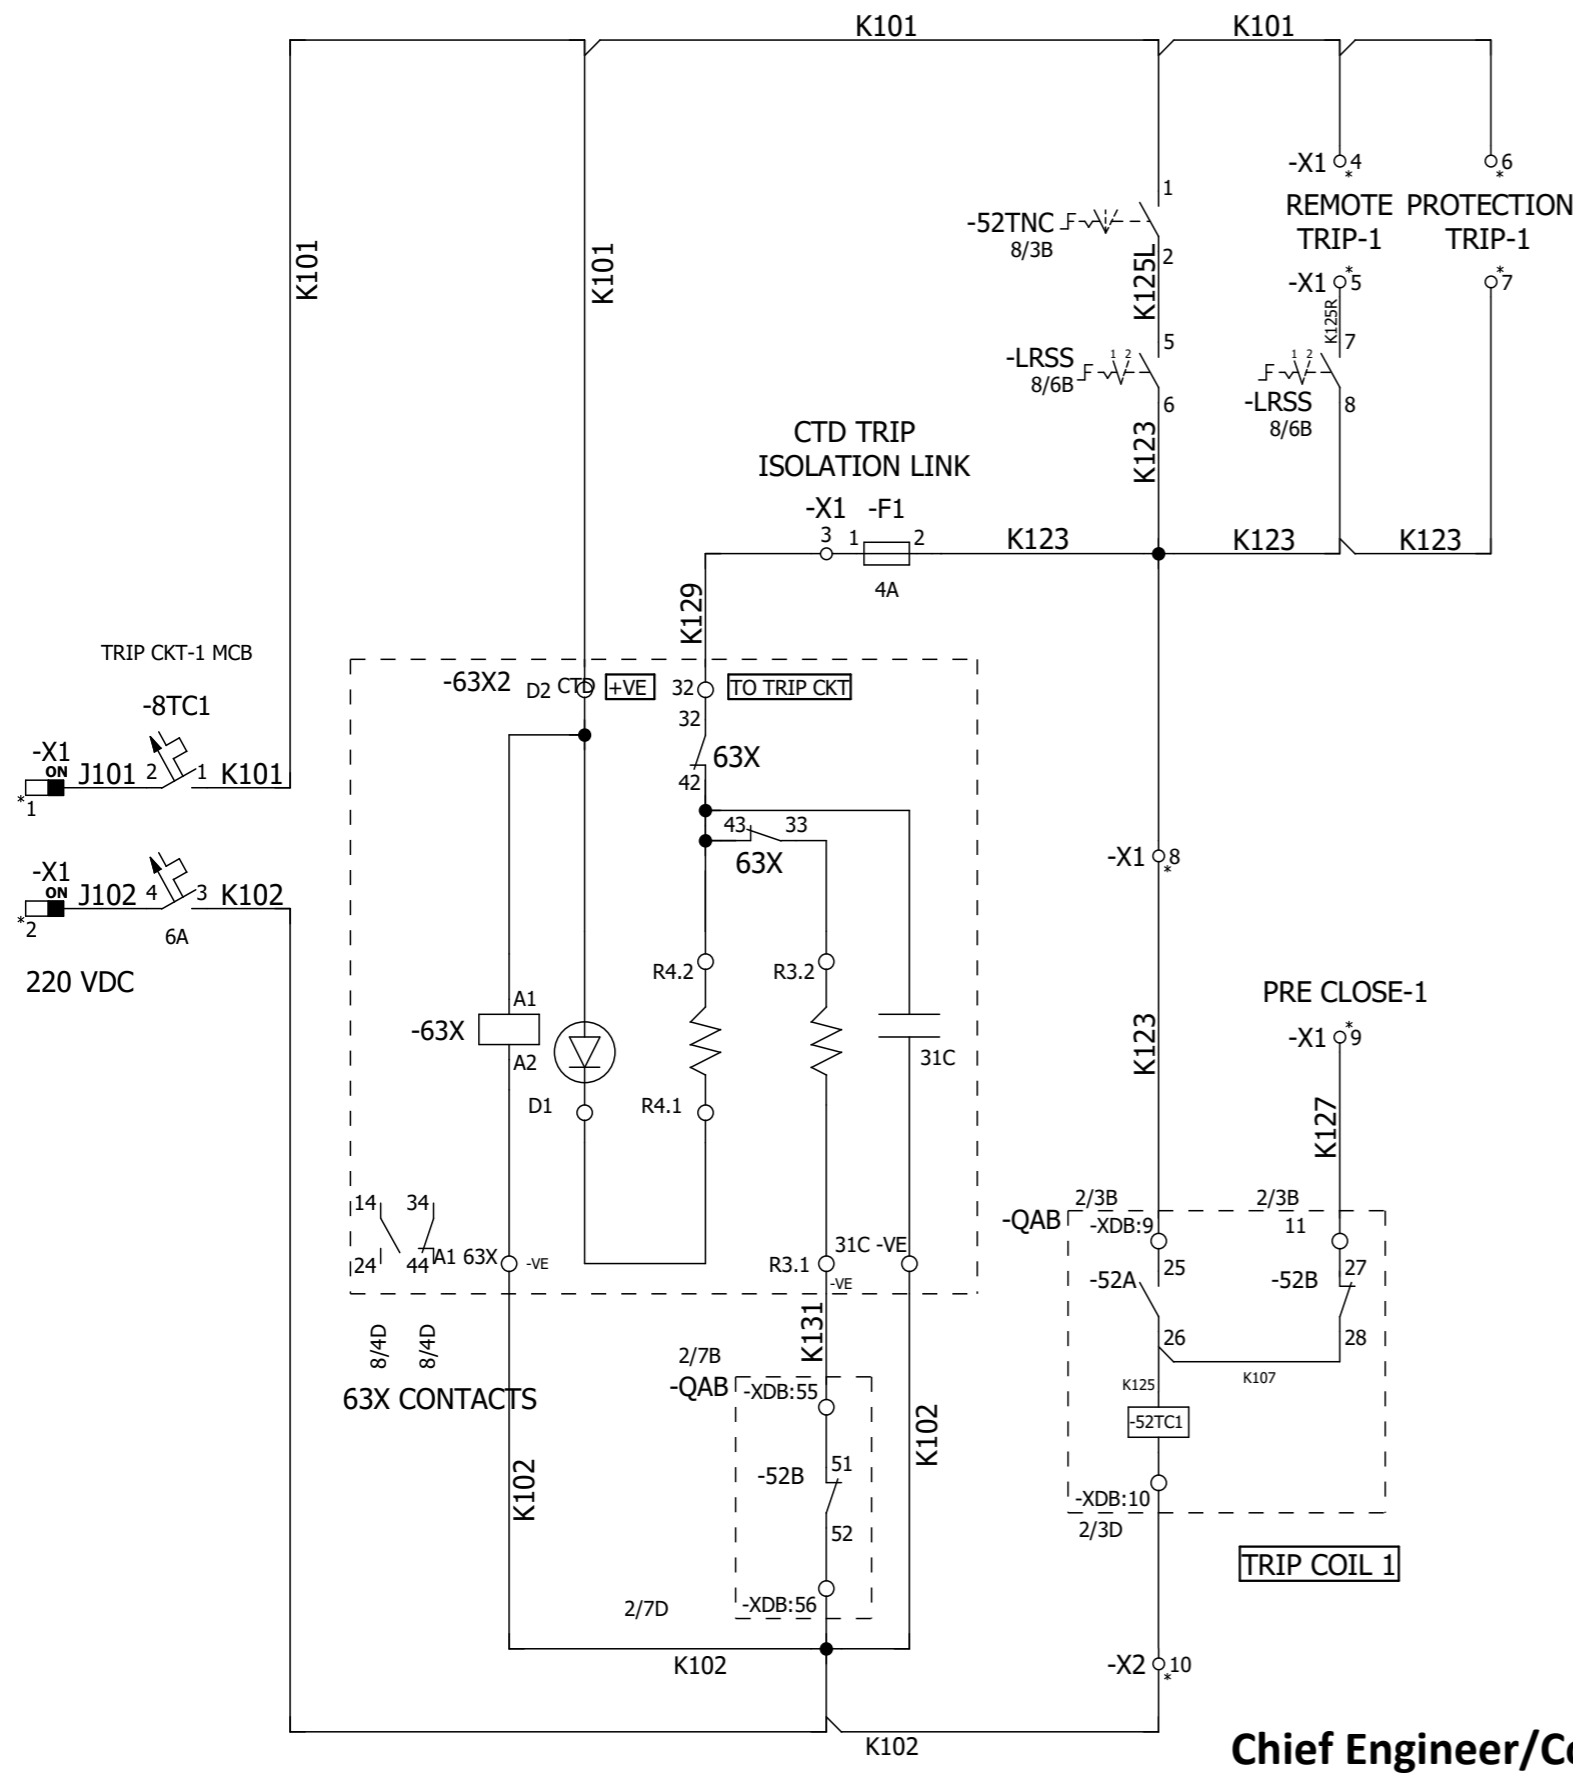 K101
K101
-X1
4
*
6
*
REMOTE
TRIP-1
PROTECTION
TRIP-1
-X1
*
5
*
7
K125R
7
1 2
-LRSS
8/6B
8
1
-52TNC
8/3B
2
K125L
5
-LRSS
1 2
8/6B
6
K123
K101
K101
CTD TRIP
ISOLATION LINK
-X1
-F1
3
1
2
4A
K123
K123
K123
K129
TRIP CKT-1 MCB
-8TC1
-X1
ON
J101
2
1
K101
*
1
-X1
ON
J102
4
3
K102
*
2
6A
220 VDC
-63X2
D2
CTD
+VE
32
TO TRIP CKT
32
63X
42
43
33
63X
R4.2
R3.2
-63X
A1
A2
D1
R4.1
31C
14
34
24
44
A1 63X
-VE
R3.1
-VE
31C -VE
8/4D
8/4D
63X CONTACTS
K131
2/7B
-QAB
-XDB:55
-52B
51
52
-XDB:56
2/7D
K102
K102
K102
K102
-X1
8
*
K123
PRE CLOSE-1
-X1
*
9
K127
2/3B
2/3B
-QAB
-XDB:9
11
25
-52A
26
-52B
27
28
K125
K107
-52TC1
-XDB:10
2/3D
TRIP COIL 1
-X2
10
*
Chief Engineer/Co